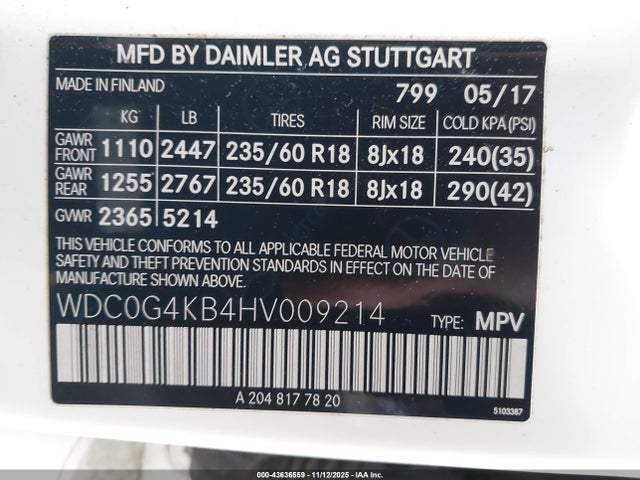 MFD BY DAIMLER AG STUTTGART
MADE IN FINLAND 799 05/17
KG LB TIRES RIM SIZE COLD KPA(PSI)
GAWR FRONT 1110 2447 235/60 R18 8Jx18 240(35)
GAWR REAR 1255 2767 235/60 R18 8Jx18 290(42)
GVWR 2365 5214
THIS VEHICLE CONFORMS TO ALL APPLICABLE FEDERAL MOTOR VEHICLE
SAFETY AND THEFT PREVENTION STANDARDS IN EFFECT ON THE DATE OF
MANUFACTURE SHOWN ABOVE.
WDC0G4KB4HV009214 TYPE: MPV
A 204 817 78 20
5103387
000-43636559 - 11/12/2025 - IAA, Inc.